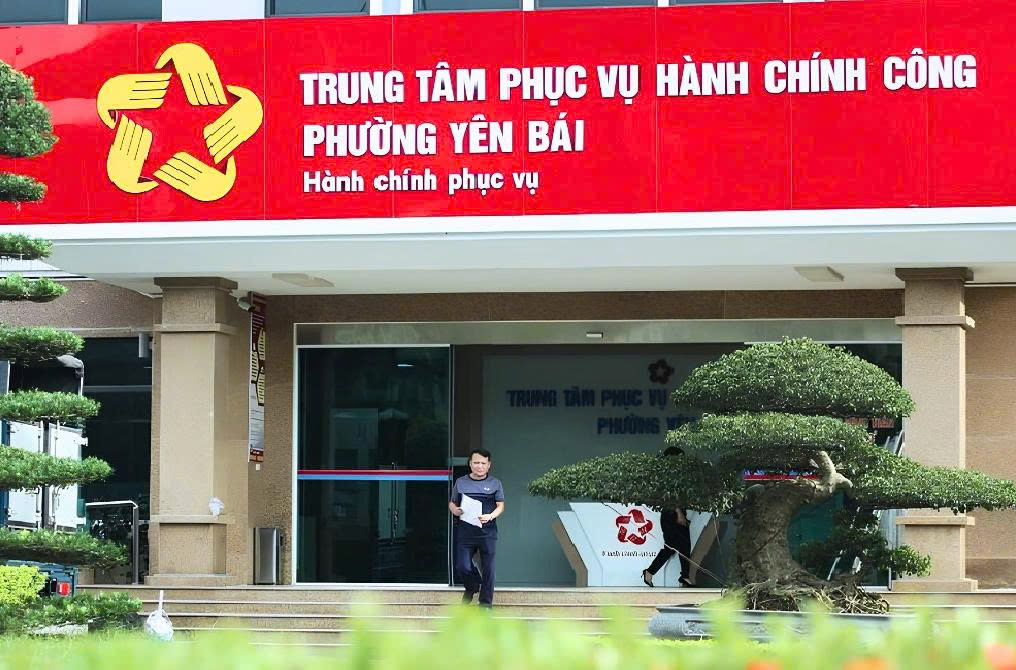 TRUNG TÂM PHỤC VỤ HÀNH CHÍNH CÔNG
PHƯỜNG YÊN BÁI
Hành chính phục vụ
TRUNG TÂM PHỤC VỤ
PHƯỜNG YÊN